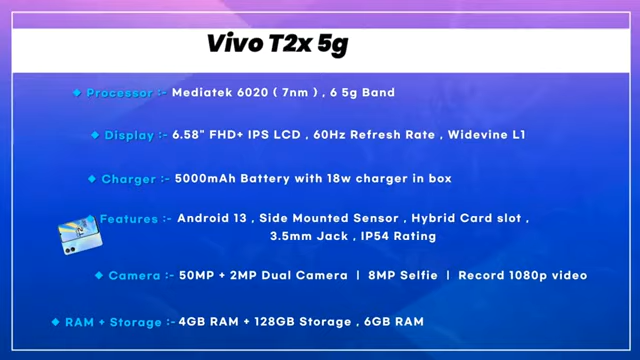 Vivo T2x 5g
◆ Processor :- Mediatek 6020 ( 7nm ) , 6 5g Band
◆ Display :- 6.58" FHD+ IPS LCD , 60Hz Refresh Rate , Widevine L1
◆ Charger :- 5000mAh Battery with 18w charger in box
◆ Features :- Android 13 , Side Mounted Sensor , Hybrid Card slot ,
3.5mm Jack , IP54 Rating
◆ Camera :- 50MP + 2MP Dual Camera | 8MP Selfie | Record 1080p video
◆ RAM + Storage :- 4GB RAM + 128GB Storage , 6GB RAM